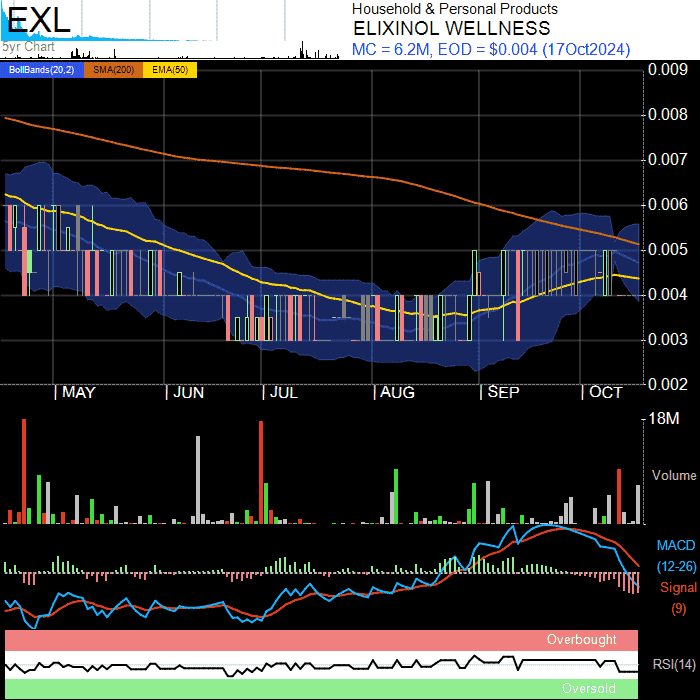 EXL
5yr Chart
Household & Personal Products
ELIXINOL WELLNESS
MC = 6.2M, EOD = $0.004 (17Oct2024)
BollBands(20,2) SMA(200) EMA(50)
0.009
0.008
0.007
0.006
0.005
0.004
0.003
0.002
MAY JUN JUL AUG SEP OCT
18M
Volume
MACD
(12-26)
Signal
(9)
Overbought
RSI(14)
Oversold